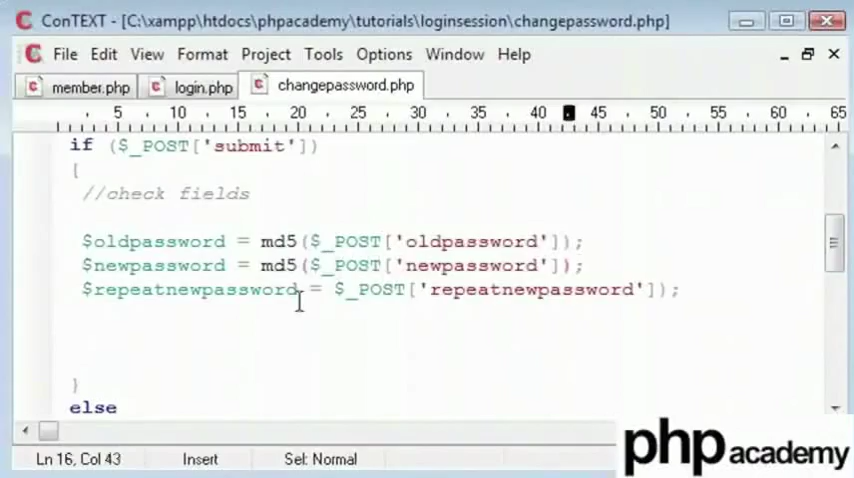 ConTEXT - [C:\xampp\htdocs\phpacademy\tutorials\loginsession\changepassword.php]
File Edit View Format Project Tools Options Window Help
member.php login.php changepassword.php
5 10 15 20 25 30 35 40 45 50 55 60 65
if ($_POST['submit'])
{
//check fields
$oldpassword = md5($_POST['oldpassword']);
$newpassword = md5($_POST['newpassword']);
$repeatnewpassword = $_POST['repeatnewpassword']);
}
else
Ln 16, Col 43 Insert Sel: Normal
php academy